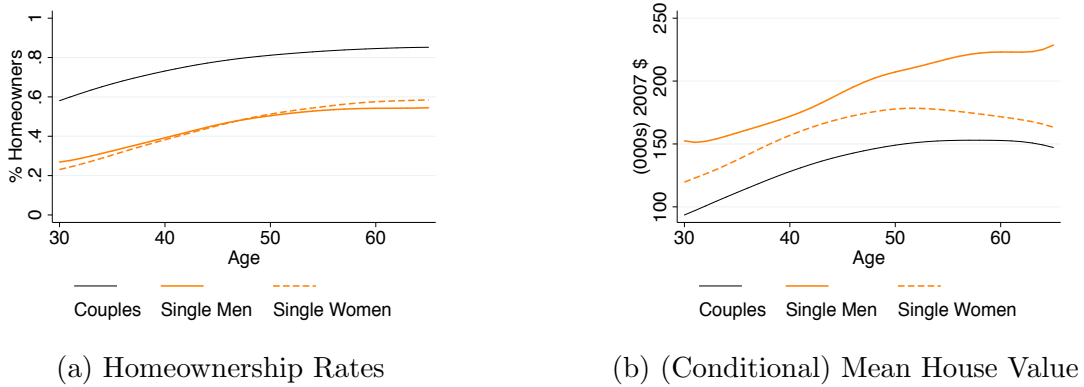 % Homeowners
1
.8
.6
.4
.2
0
30 40 50 60
Age
Couples Single Men Single Women
(a) Homeownership Rates
(000s) 2007 $
250
200
150
100
30 40 50 60
Age
Couples Single Men Single Women
(b) (Conditional) Mean House Value